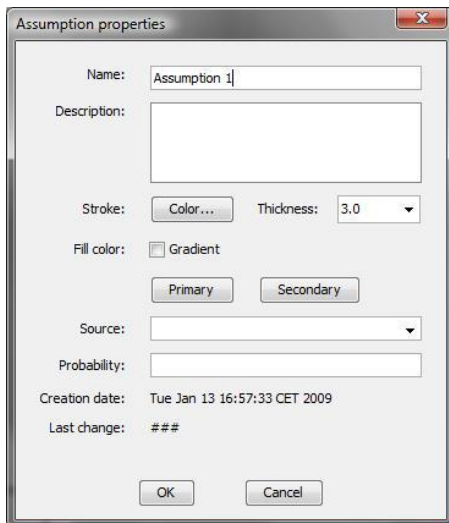 Assumption properties
Name: Assumption 1
Description:
Stroke: Color... Thickness: 3.0
Fill color: Gradient
Primary Secondary
Source:
Probability:
Creation date: Tue Jan 13 16:57:33 CET 2009
Last change: ###
OK Cancel